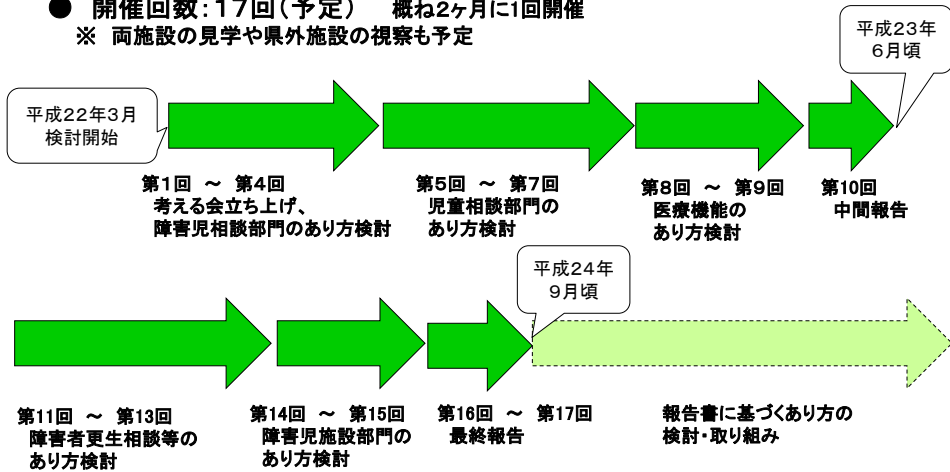 ● 開催回数：17回（予定）　概ね2ヶ月に1回開催
※ 両施設の見学や県外施設の視察も予定
平成23年
6月頃
平成22年3月
検討開始
第1回 ～ 第4回
考える会立ち上げ、
障害児相談部門のあり方検討
第5回 ～ 第7回
児童相談部門の
あり方検討
第8回 ～ 第9回
医療機能の
あり方検討
第10回
中間報告
平成24年
9月頃
第11回 ～ 第13回
障害者更生相談等の
あり方検討
第14回 ～ 第15回
障害児施設部門の
あり方検討
第16回 ～ 第17回
最終報告
報告書に基づくあり方の
検討・取り組み